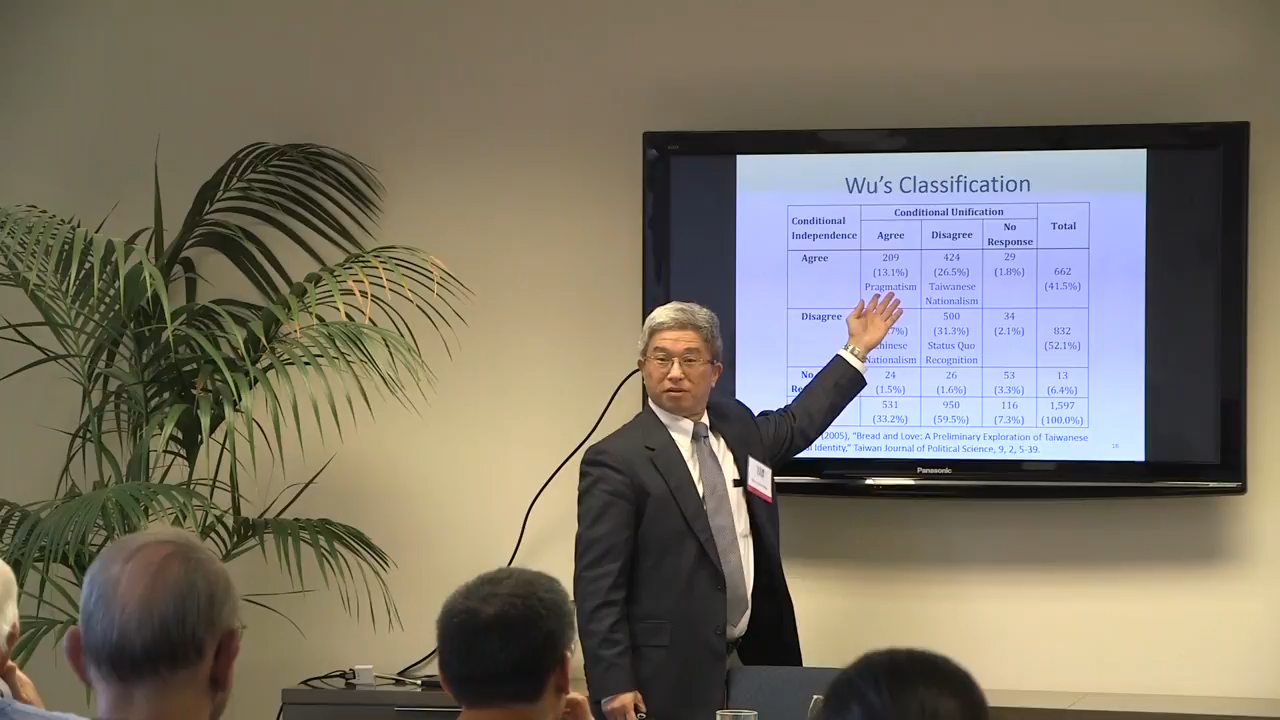 Wu's Classification
Conditional Independence
Conditional Unification
Total
Agree
Disagree
No Response
Agree
209 (13.1%) Pragmatism
424 (26.5%) Taiwanese Nationalism
29 (1.8%)
662 (41.5%)
Disagree
Nationalism
500 (31.3%) Status Quo Recognition
34 (2.1%)
832 (52.1%)
24 (1.5%)
26 (1.6%)
53 (3.3%)
13 (6.4%)
531 (33.2%)
950 (59.5%)
116 (7.3%)
1,597 (100.0%)
(2005), "Bread and Love: A Preliminary Exploration of Taiwanese
Identity," Taiwan Journal of Political Science, 9, 2, 5-39.
16
Panasonic